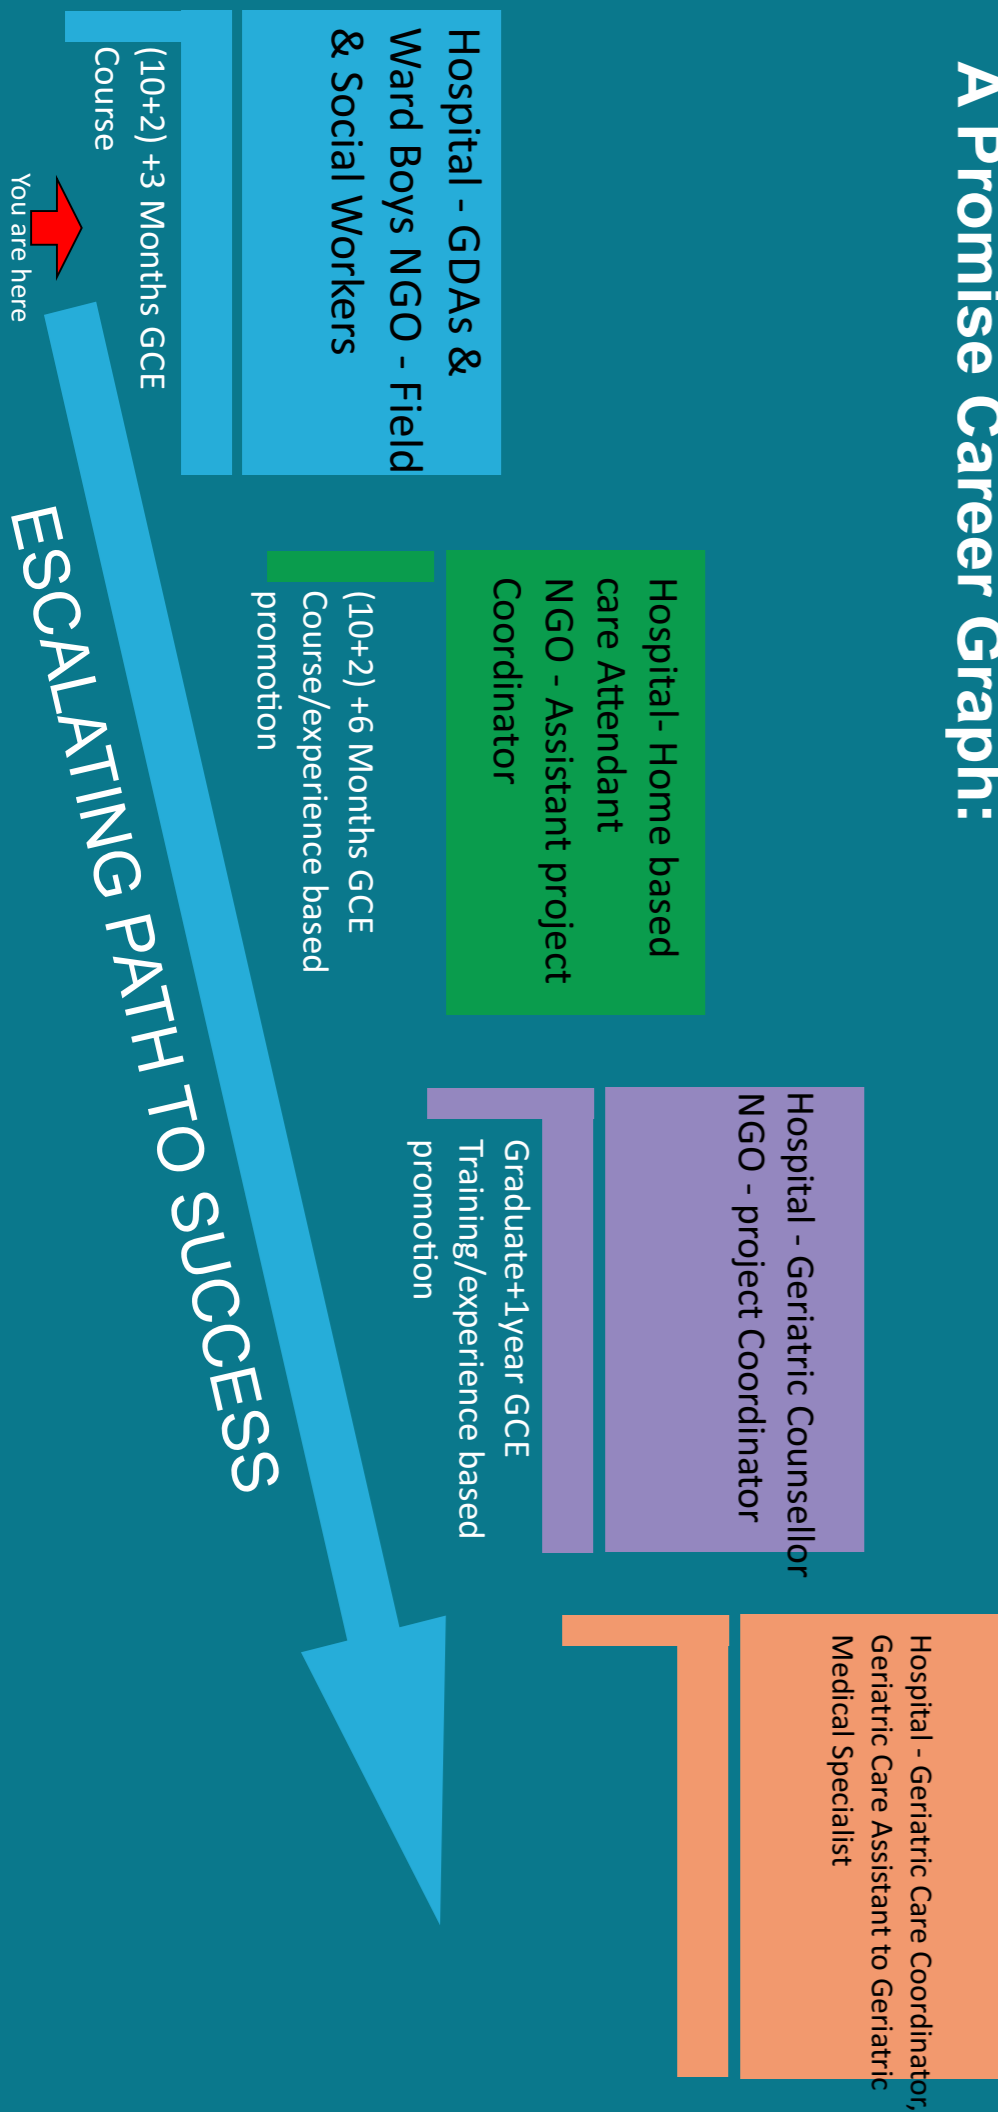 A Promise Career Graph:
Hospital - GDAs &
Ward Boys NGO - Field
& Social Workers
(10+2) +3 Months GCE
Course
You are here
Hospital- Home based
care Attendant
NGO - Assistant project
Coordinator
(10+2) +6 Months GCE
Course/experience based
promotion
Hospital - Geriatric Counsellor
NGO - project Coordinator
Graduate+1year GCE
Training/experience based
promotion
Hospital - Geriatric Care Coordinator,
Geriatric Care Assistant to Geriatric
Medical Specialist
ESCALATING PATH TO SUCCESS